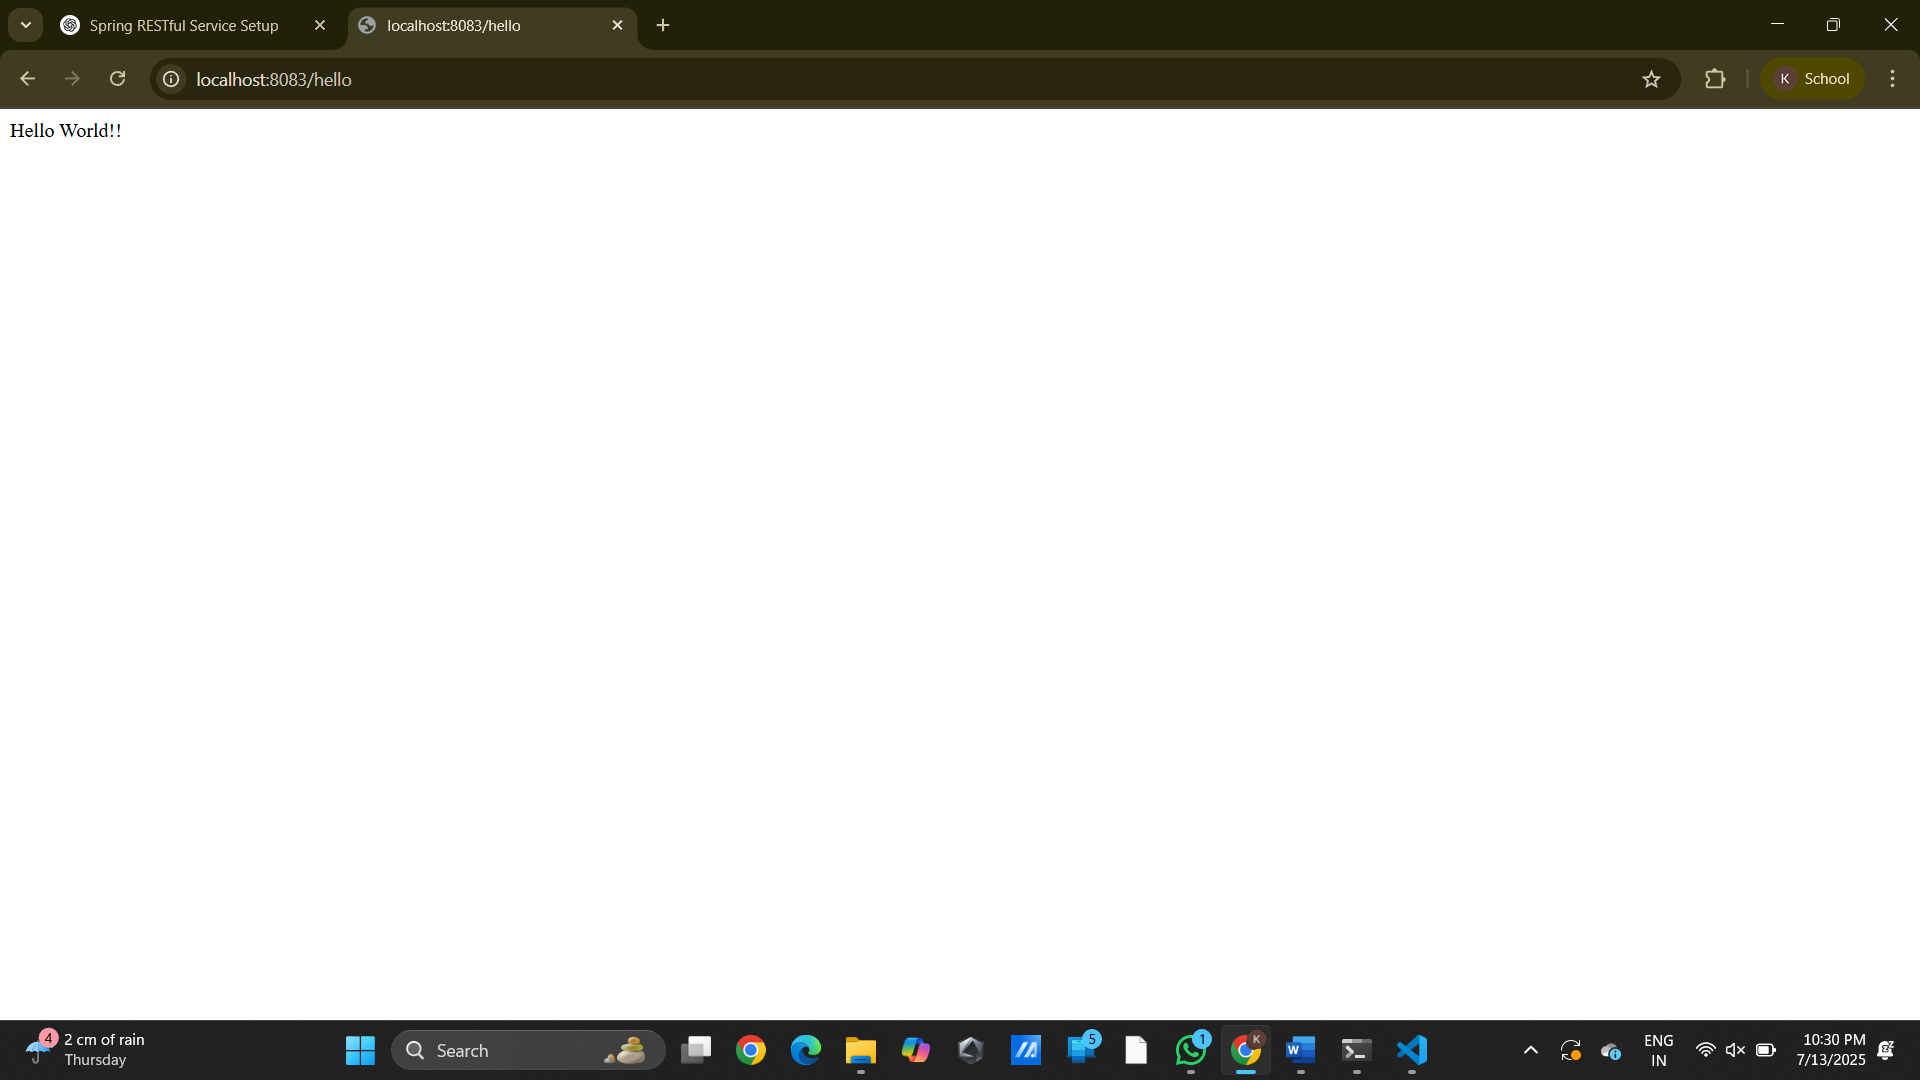 Spring RESTful Service Setup
localhost:8083/hello
localhost:8083/hello
K
School
Hello World!!
4
2 cm of rain
Thursday
Search
5
1
K
W
ENG
IN
10:30 PM
7/13/2025